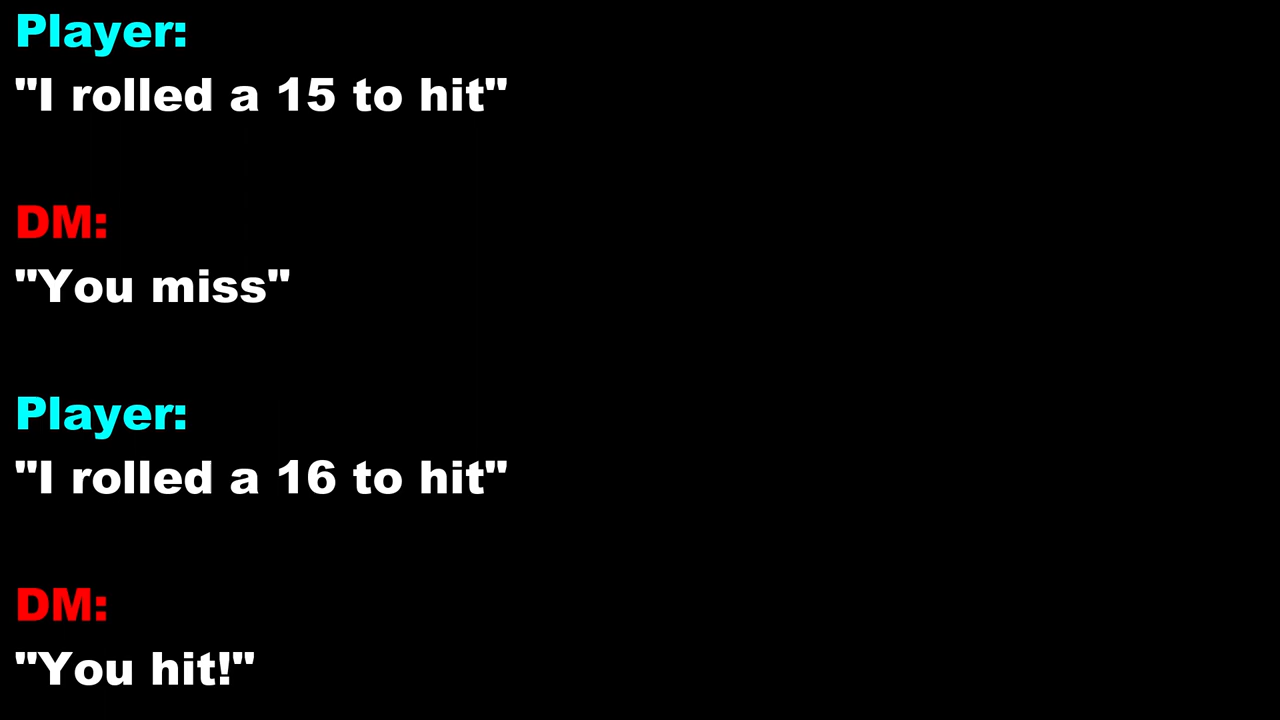 Player:
"I rolled a 15 to hit"
DM:
"You miss"
Player:
"I rolled a 16 to hit"
DM:
"You hit!"